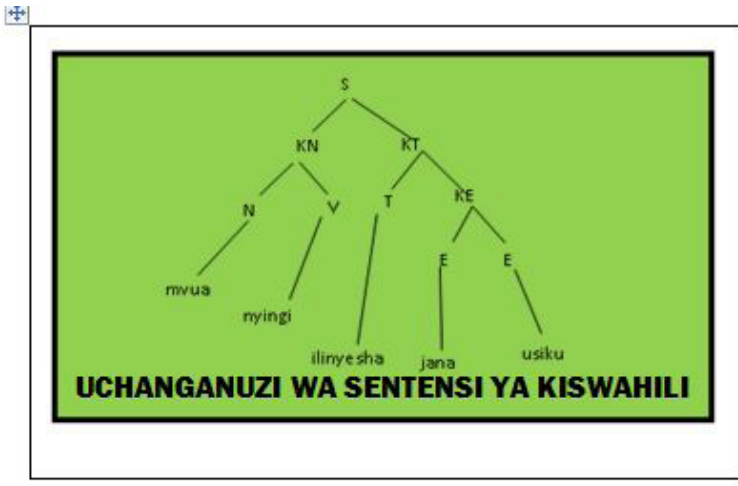 S
KN KT
N V T KE
E E
mvua
nyingi
ilinyesha jana usiku
UCHANGANUZI WA SENTENSI YA KISWAHILI